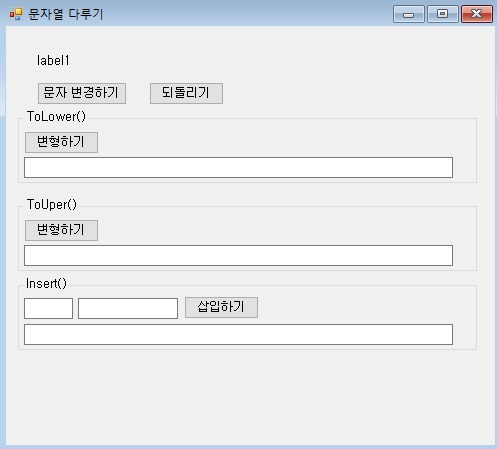 문자열 다루기
label1
문자 변경하기 되돌리기
ToLower()
변형하기
ToUper()
변형하기
Insert()
삽입하기